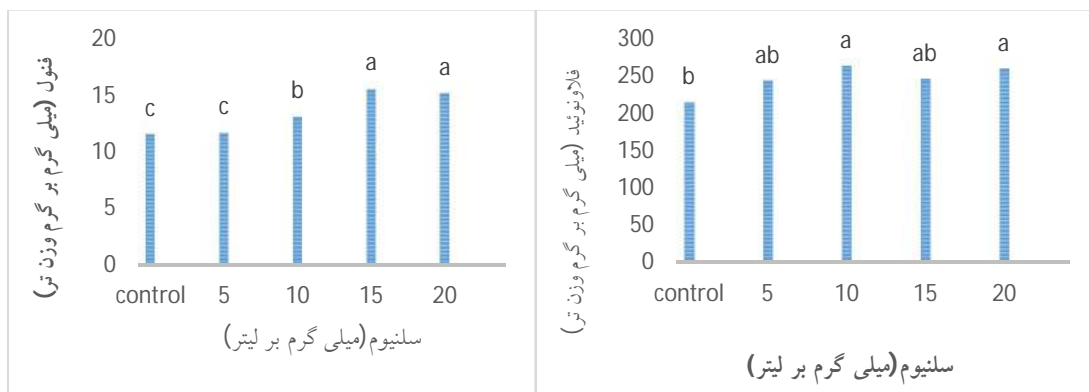 فنول (میلی گرم بر گرم وزن تر)
20
15
10
5
0
c
c
b
a
a
control
5
10
15
20
سلنیوم(میلی گرم بر لیتر)
فلاونوئید (میلی گرم بر گرم وزن تر)
300
250
200
150
100
50
0
b
ab
a
ab
a
control
5
10
15
20
سلنیوم(میلی گرم بر لیتر)